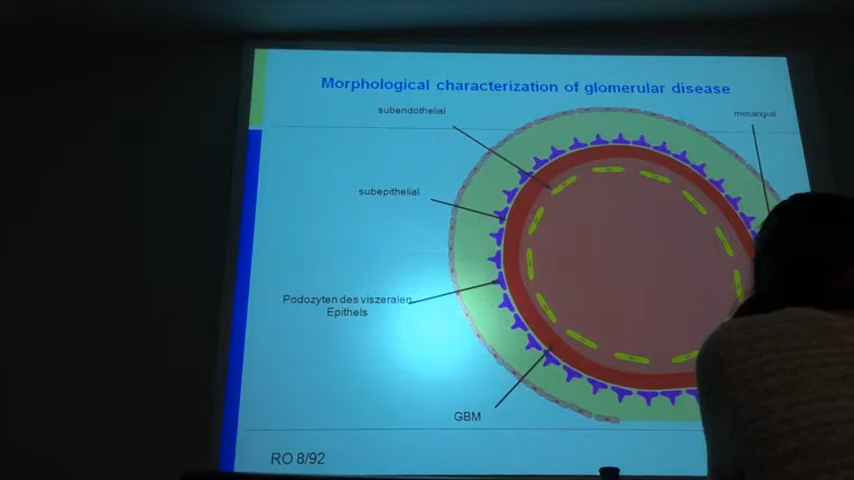 Morphological characterization of glomerular disease
subendothelial
mesangial
subepithelial
Podozyten des viszeralen
Epithels
GBM
RO 8/92